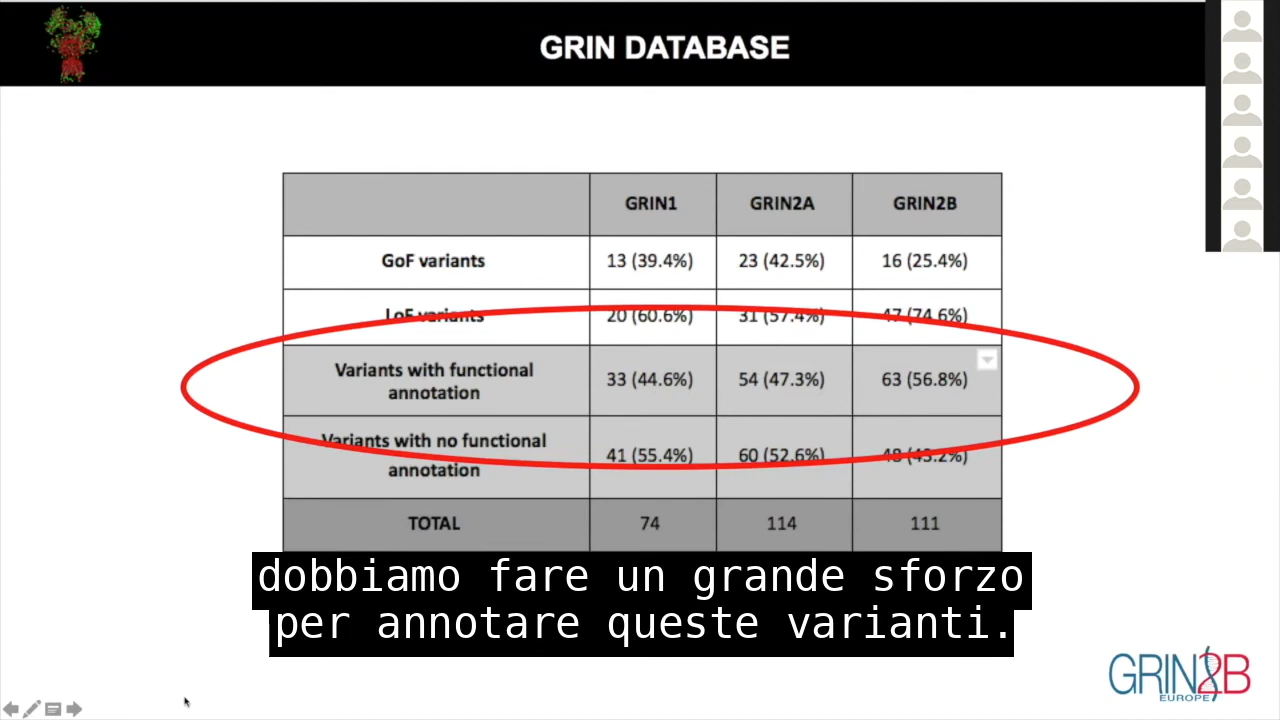 GRIN DATABASE
GRIN1 GRIN2A GRIN2B
GoF variants 13 (39.4%) 23 (42.5%) 16 (25.4%)
LoF variants 20 (60.6%) 31 (57.4%) 47 (74.6%)
Variants with functional
annotation 33 (44.6%) 54 (47.3%) 63 (56.8%)
Variants with no functional
annotation 41 (55.4%) 60 (52.6%) 48 (43.2%)
TOTAL 74 114 111
dobbiamo fare un grande sforzo
per annotare queste varianti.
GRIN2B
EUROPE